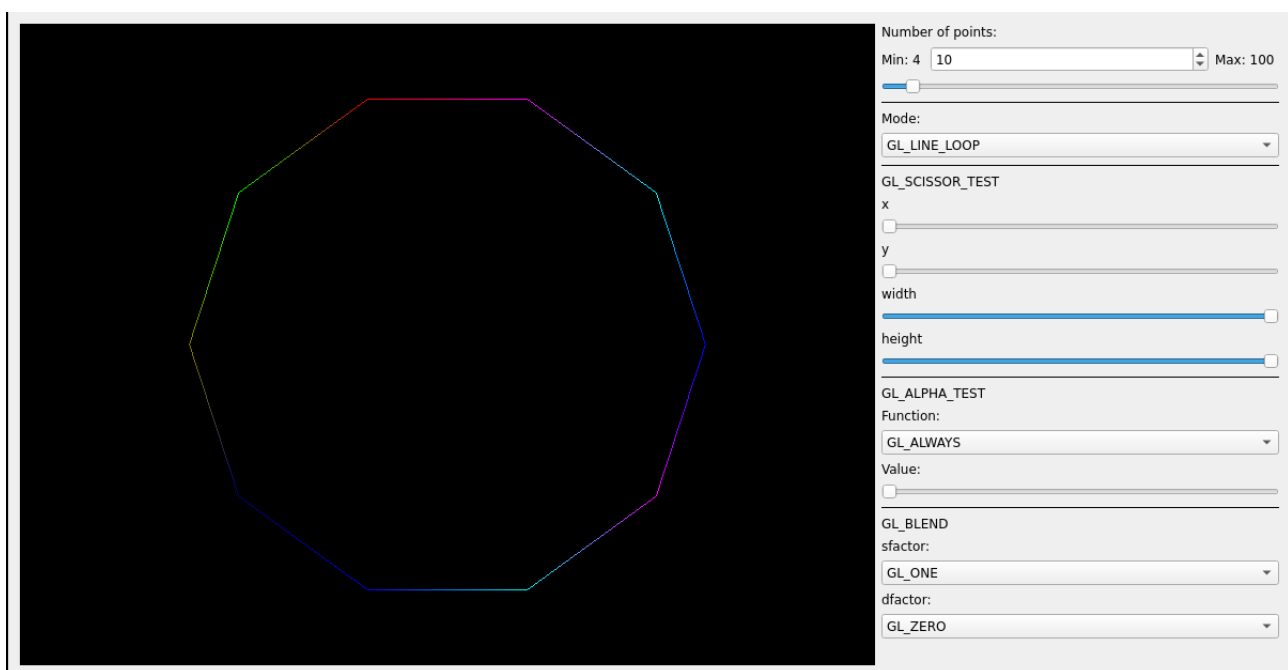 Number of points:
Min: 4 10 Max: 100
Mode:
GL_LINE_LOOP
GL_SCISSOR_TEST
x
y
width
height
GL_ALPHA_TEST
Function:
GL_ALWAYS
Value:
GL_BLEND
sfactor:
GL_ONE
dfactor:
GL_ZERO